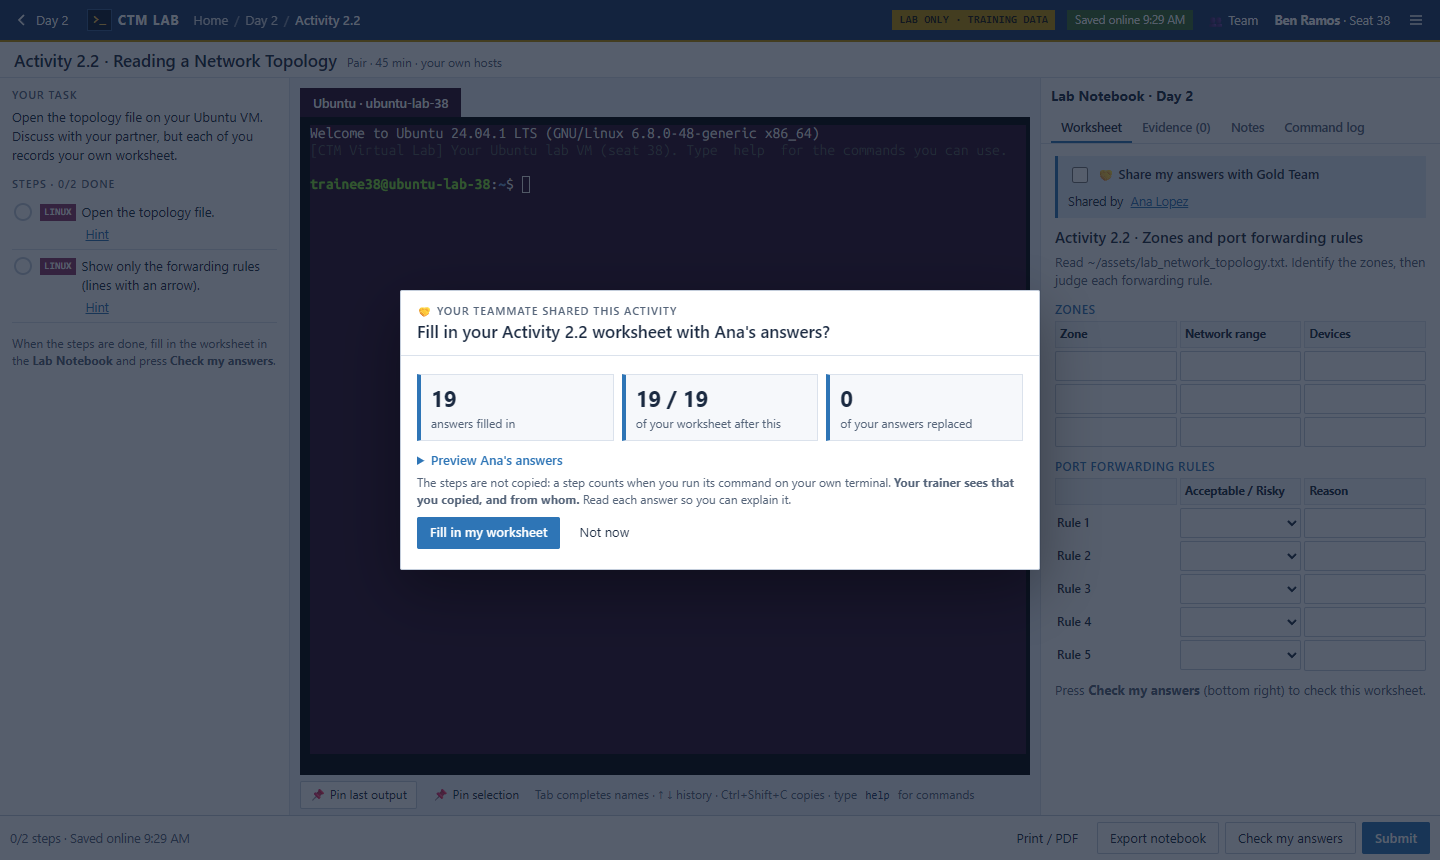 Day 2
>_ CTM LAB
Home / Day 2 / Activity 2.2
LAB ONLY · TRAINING DATA
Saved online 9:29 AM
Team
Ben Ramos · Seat 38
Activity 2.2 · Reading a Network Topology
Pair · 45 min · your own hosts
YOUR TASK
Open the topology file on your Ubuntu VM.
Discuss with your partner, but each of you
records your own worksheet.
STEPS · 0/2 DONE
LINUX Open the topology file.
Hint
LINUX Show only the forwarding rules
(lines with an arrow).
Hint
When the steps are done, fill in the worksheet in
the Lab Notebook and press Check my answers.
Ubuntu · ubuntu-lab-38
Welcome to Ubuntu 24.04.1 LTS (GNU/Linux 6.8.0-48-generic x86_64)
[CTM Virtual Lab] Your Ubuntu lab VM (seat 38). Type help for the commands you can use.
trainee38@ubuntu-lab-38:~$
YOUR TEAMMATE SHARED THIS ACTIVITY
Fill in your Activity 2.2 worksheet with Ana's answers?
19
answers filled in
19 / 19
of your worksheet after this
0
of your answers replaced
Preview Ana's answers
The steps are not copied: a step counts when you run its command on your own terminal. Your trainer sees that
you copied, and from whom. Read each answer so you can explain it.
Fill in my worksheet
Not now
Pin last output
Pin selection
Tab completes names · ↑ ↓ history · Ctrl+Shift+C copies · type help for commands
Lab Notebook · Day 2
Worksheet
Evidence (0)
Notes
Command log
Share my answers with Gold Team
Shared by Ana Lopez
Activity 2.2 · Zones and port forwarding rules
Read ~/assets/lab_network_topology.txt. Identify the zones, then
judge each forwarding rule.
ZONES
Zone Network range Devices
PORT FORWARDING RULES
Acceptable / Risky Reason
Rule 1
Rule 2
Rule 3
Rule 4
Rule 5
Press Check my answers (bottom right) to check this worksheet.
0/2 steps · Saved online 9:29 AM
Print / PDF
Export notebook
Check my answers
Submit